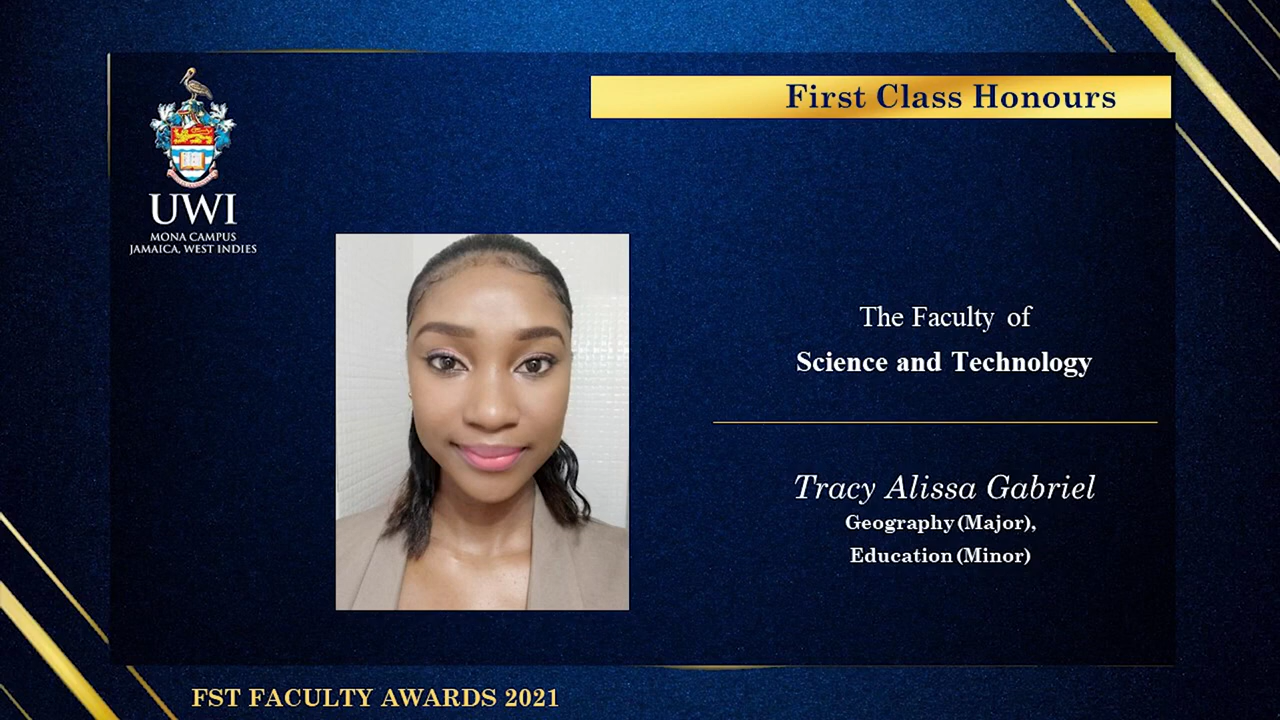 First Class Honours
UWI
MONA CAMPUS
JAMAICA, WEST INDIES
The Faculty of
Science and Technology
Tracy Alissa Gabriel
Geography (Major),
Education (Minor)
FST FACULTY AWARDS 2021